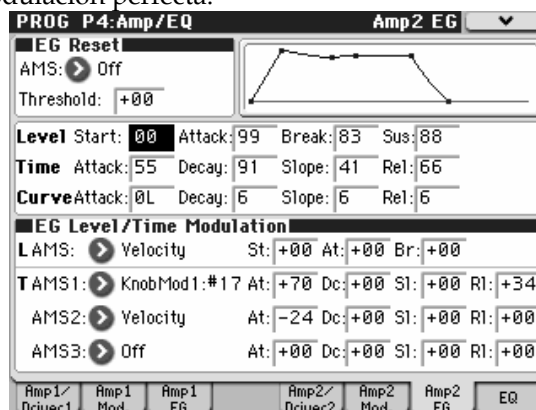 dulación perfecta.
PROG P4:Amp/EQ Amp2 EG
EG Reset
AMS: Off
Threshold: +00
Level Start: 00 Attack: 99 Break: 83 Sus: 88
Time Attack: 55 Decay: 91 Slope: 41 Rel: 66
Curve Attack: 0L Decay: 6 Slope: 6 Rel: 6
EG Level/Time Modulation
L AMS: Velocity St: +00 At: +00 Br: +00
T AMS1: KnobMod1:#17 At: +70 Dc: +00 Sl: +00 Rl: +34
AMS2: Velocity At: -24 Dc: +00 Sl: +00 Rl: +00
AMS3: Off At: +00 Dc: +00 Sl: +00 Rl: +00
Amp1/ Amp1 Amp1 Amp2/ Amp2 Amp2 EQ
Driver1 Mod. EG Driver2 Mod. EG